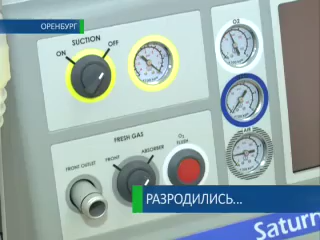 ОРЕНБУРГ
SUCTION
ON
OFF
O2
FRESH GAS
AIR
FRONT OUTLET
FRONT
ABSORBER
O2
FLUSH
РАЗРОДИЛИСЬ...
Saturn